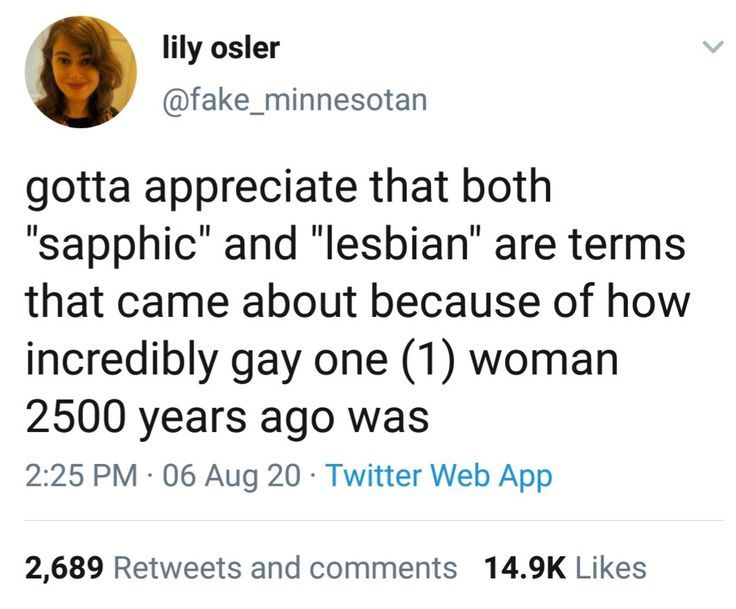 lily osler
@fake_minnesotan
gotta appreciate that both
"sapphic" and "lesbian" are terms
that came about because of how
incredibly gay one (1) woman
2500 years ago was
2:25 PM · 06 Aug 20 · Twitter Web App
2,689 Retweets and comments 14.9K Likes